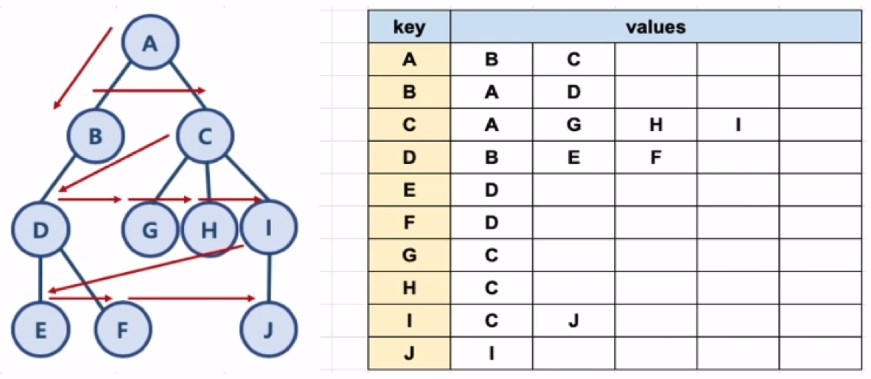 A
B C
D G H I
E F J
key values
A B C
B A D
C A G H I
D B E F
E D
F D
G C
H C
I C J
J I